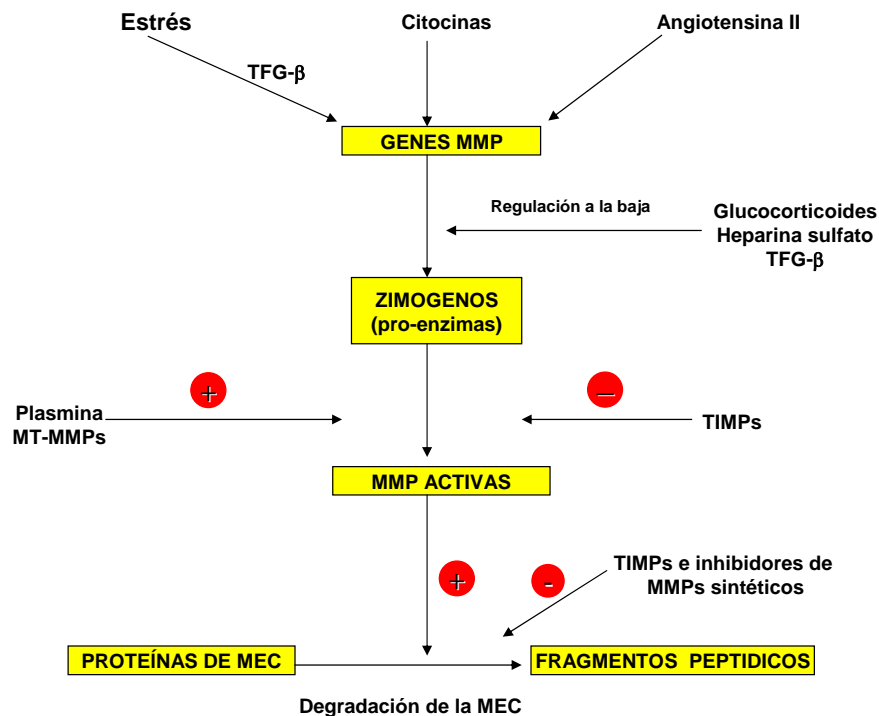 Estrés
Citocinas
Angiotensina II
TFG-β
GENES MMP
Regulación a la baja
Glucocorticoides
Heparina sulfato
TFG-β
ZIMOGENOS
(pro-enzimas)
+
−
Plasmina
MT-MMPs
TIMPs
MMP ACTIVAS
+
-
TIMPs e inhibidores de
MMPs sintéticos
PROTEÍNAS DE MEC
FRAGMENTOS PEPTIDICOS
Degradación de la MEC